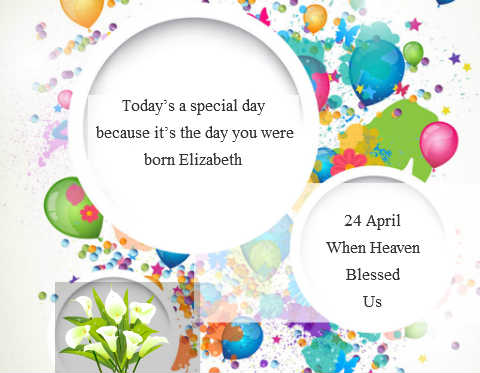 Today’s a special day
because it’s the day you were
born Elizabeth
24 April
When Heaven
Blessed
Us